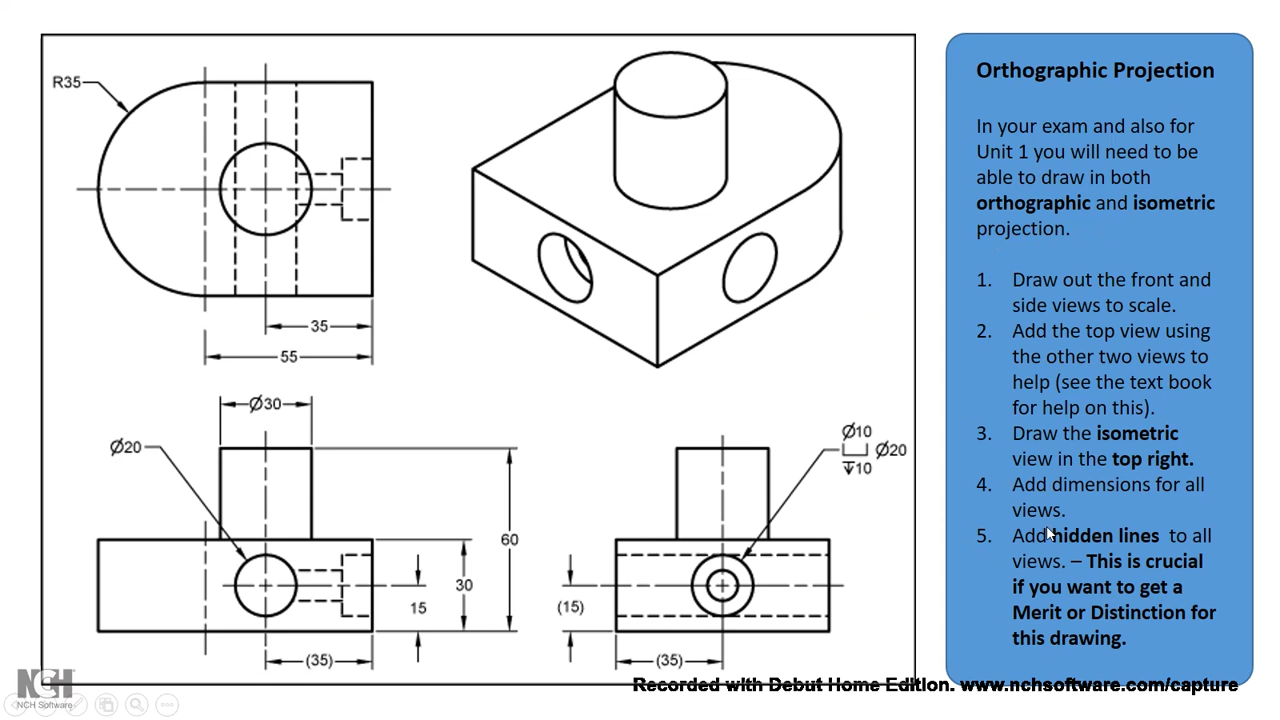 R35
35
55
Ø30
Ø20
60
30
15
(35)
Ø10
⌴ Ø20
↧10
(15)
(35)
Orthographic Projection
In your exam and also for
Unit 1 you will need to be
able to draw in both
orthographic and isometric
projection.
1. Draw out the front and
side views to scale.
2. Add the top view using
the other two views to
help (see the text book
for help on this).
3. Draw the isometric
view in the top right.
4. Add dimensions for all
views.
5. Add hidden lines to all
views. – This is crucial
if you want to get a
Merit or Distinction for
this drawing.
NCH
NCH Software
Recorded with Debut Home Edition. www.nchsoftware.com/capture